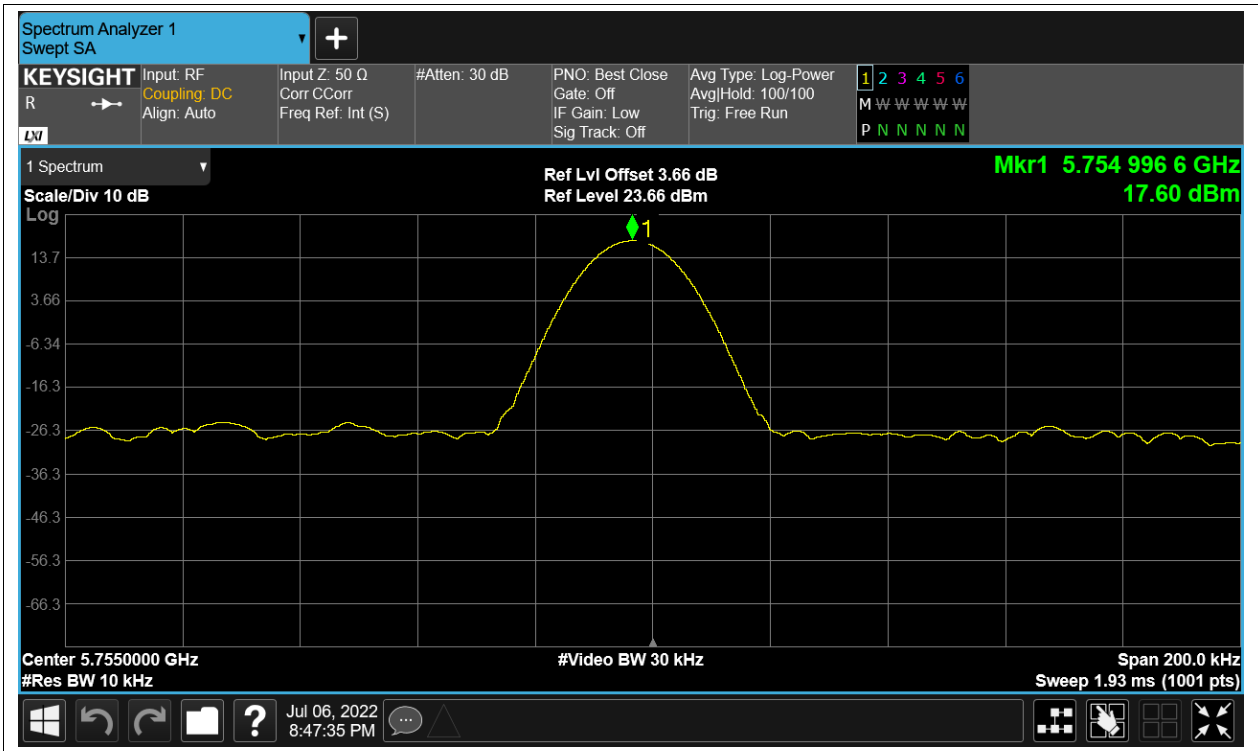 Spectrum Analyzer 1
Swept SA
KEYSIGHT
R
LXI
Input: RF
Coupling: DC
Align: Auto
Input Z: 50 Ω
Corr CCorr
Freq Ref: Int (S)
#Atten: 30 dB
PNO: Best Close
Gate: Off
IF Gain: Low
Sig Track: Off
Avg Type: Log-Power
Avg|Hold: 100/100
Trig: Free Run
1 2 3 4 5 6
M W W W W W
P N N N N N
1 Spectrum
Scale/Div 10 dB
Log
Ref Lvl Offset 3.66 dB
Ref Level 23.66 dBm
Mkr1 5.754 996 6 GHz
17.60 dBm
1
13.7
3.66
-6.34
-16.3
-26.3
-36.3
-46.3
-56.3
-66.3
Center 5.7550000 GHz
#Res BW 10 kHz
#Video BW 30 kHz
Span 200.0 kHz
Sweep 1.93 ms (1001 pts)
?
Jul 06, 2022
8:47:35 PM